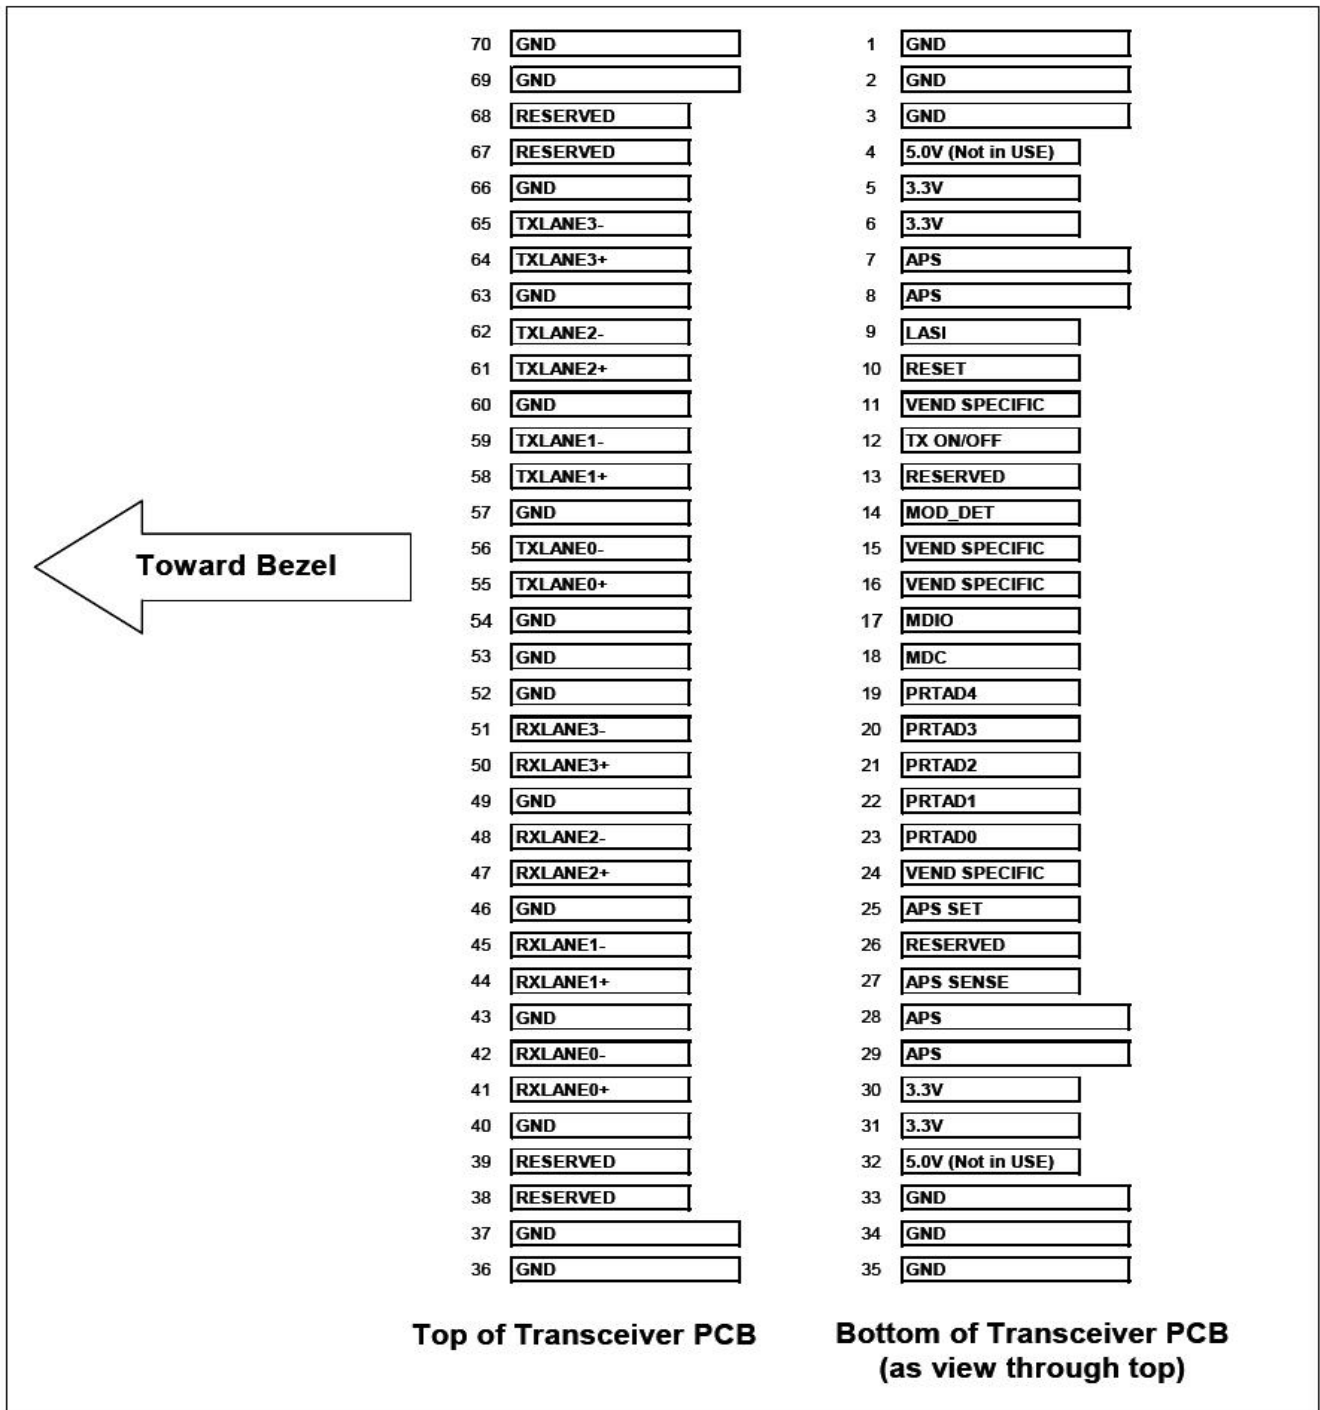 70 GND
69 GND
68 RESERVED
67 RESERVED
66 GND
65 TXLANE3-
64 TXLANE3+
63 GND
62 TXLANE2-
61 TXLANE2+
60 GND
59 TXLANE1-
58 TXLANE1+
57 GND
56 TXLANE0-
55 TXLANE0+
54 GND
53 GND
52 GND
51 RXLANE3-
50 RXLANE3+
49 GND
48 RXLANE2-
47 RXLANE2+
46 GND
45 RXLANE1-
44 RXLANE1+
43 GND
42 RXLANE0-
41 RXLANE0+
40 GND
39 RESERVED
38 RESERVED
37 GND
36 GND
Top of Transceiver PCB
1 GND
2 GND
3 GND
4 5.0V (Not in USE)
5 3.3V
6 3.3V
7 APS
8 APS
9 LASI
10 RESET
11 VEND SPECIFIC
12 TX ON/OFF
13 RESERVED
14 MOD_DET
15 VEND SPECIFIC
16 VEND SPECIFIC
17 MDIO
18 MDC
19 PRTAD4
20 PRTAD3
21 PRTAD2
22 PRTAD1
23 PRTAD0
24 VEND SPECIFIC
25 APS SET
26 RESERVED
27 APS SENSE
28 APS
29 APS
30 3.3V
31 3.3V
32 5.0V (Not in USE)
33 GND
34 GND
35 GND
Bottom of Transceiver PCB
(as view through top)
Toward Bezel